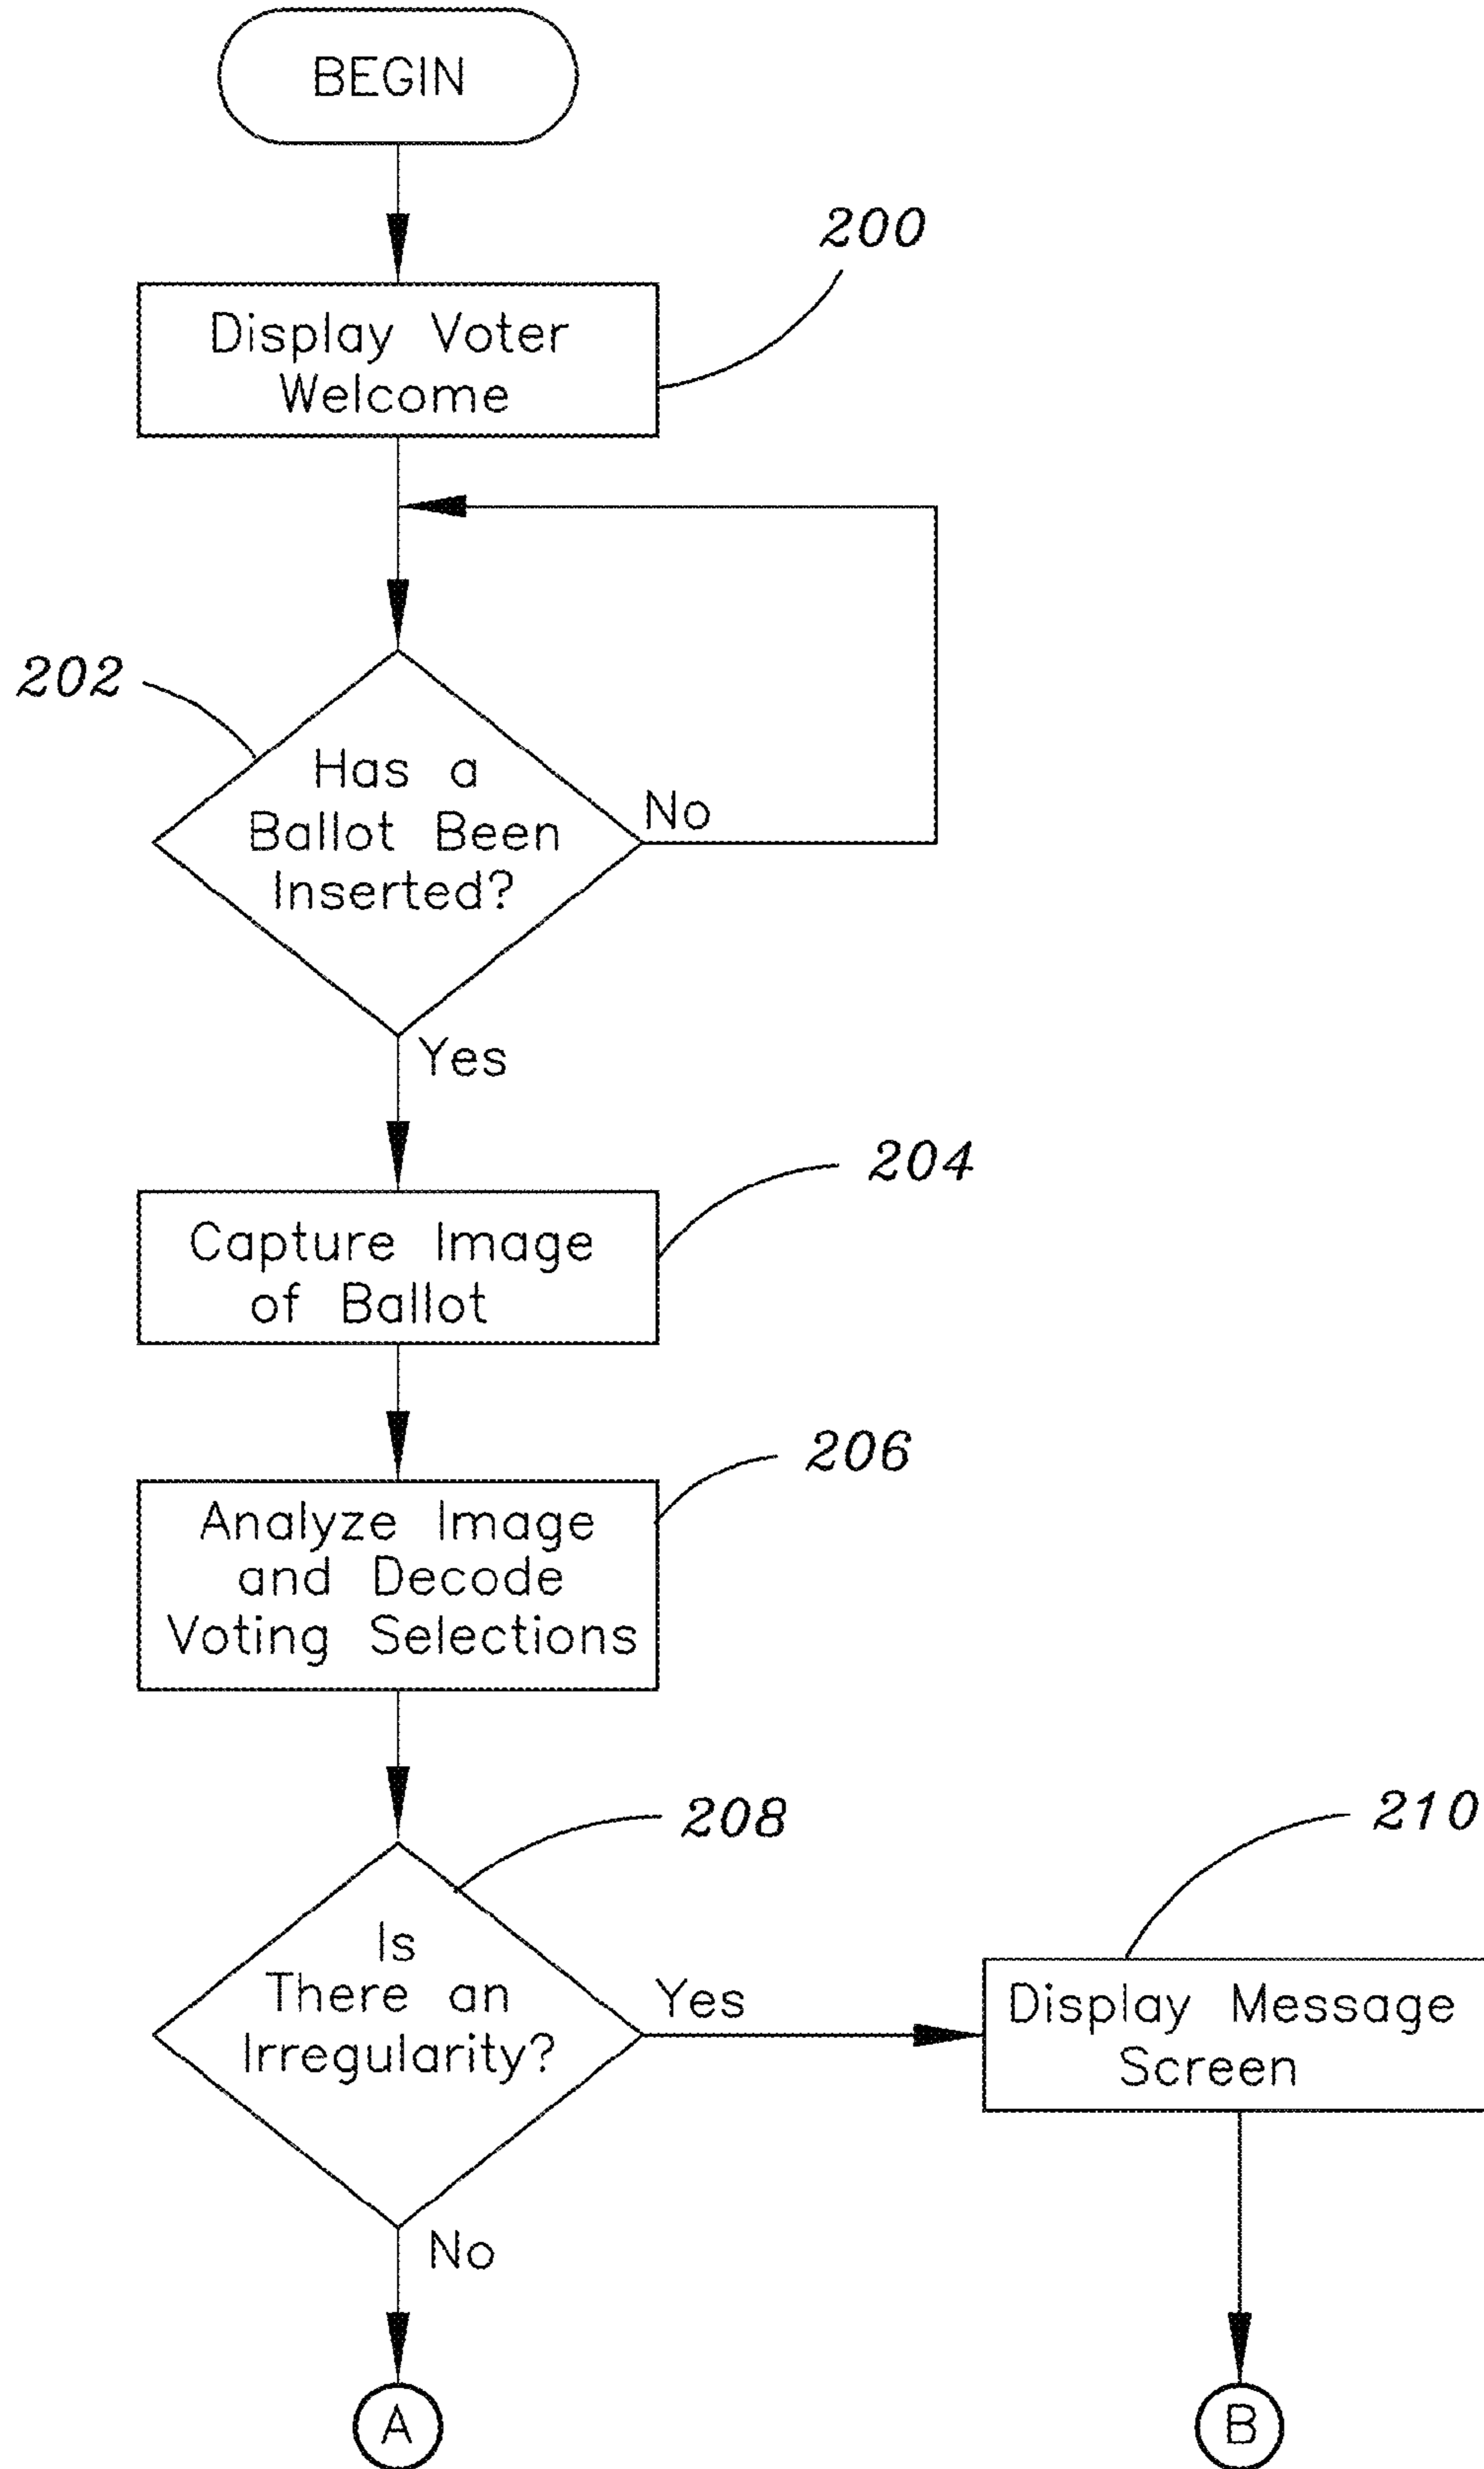 BEGIN
200
Display Voter
Welcome
202
Has a
Ballot Been
Inserted?
No
Yes
204
Capture Image
of Ballot
206
Analyze Image
and Decode
Voting Selections
208
210
Is
There an
Irregularity?
Yes
Display Message
Screen
No
A
B